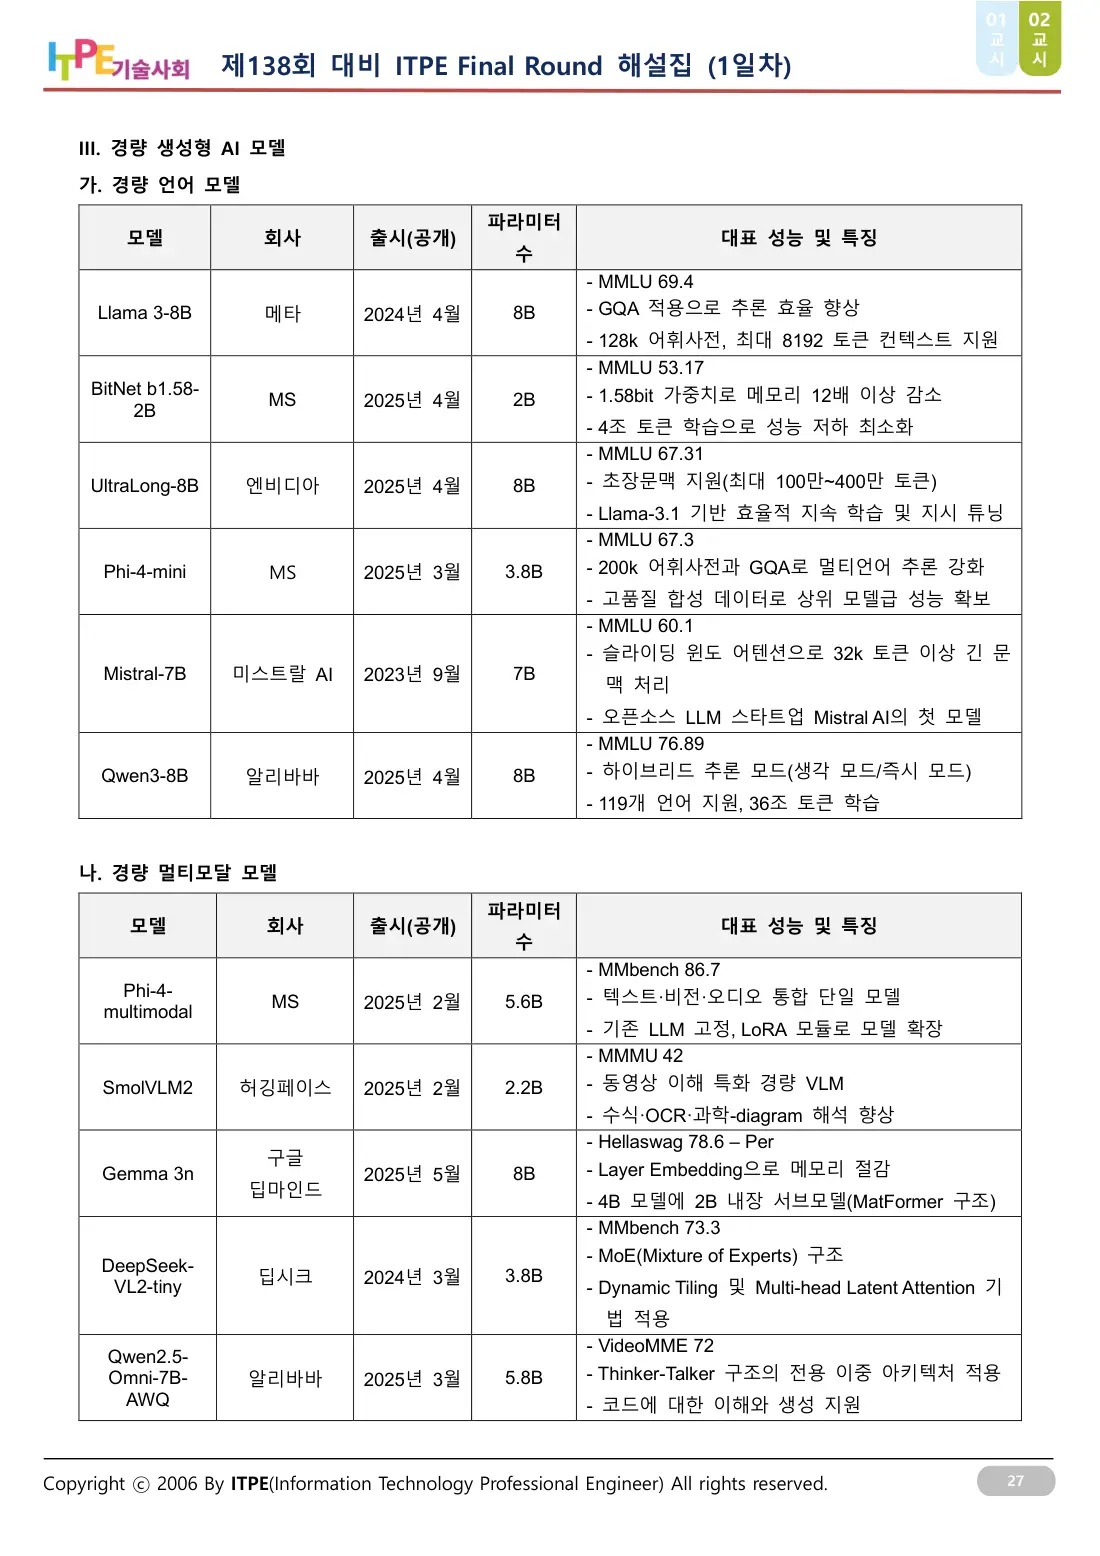 ITPE기술사회 제138회 대비 ITPE Final Round 해설집 (1일차)
01
교
시
02
교
시
III. 경량 생성형 AI 모델
가. 경량 언어 모델
모델 회사 출시(공개) 파라미터 수 대표 성능 및 특징
Llama 3-8B 메타 2024년 4월 8B
- MMLU 69.4
- GQA 적용으로 추론 효율 향상
- 128k 어휘사전, 최대 8192 토큰 컨텍스트 지원
BitNet b1.58-
2B
MS 2025년 4월 2B
- MMLU 53.17
- 1.58bit 가중치로 메모리 12배 이상 감소
- 4조 토큰 학습으로 성능 저하 최소화
UltraLong-8B 엔비디아 2025년 4월 8B
- MMLU 67.31
- 초장문맥 지원(최대 100만~400만 토큰)
- Llama-3.1 기반 효율적 지속 학습 및 지시 튜닝
Phi-4-mini MS 2025년 3월 3.8B
- MMLU 67.3
- 200k 어휘사전과 GQA로 멀티언어 추론 강화
- 고품질 합성 데이터로 상위 모델급 성능 확보
Mistral-7B 미스트랄 AI 2023년 9월 7B
- MMLU 60.1
- 슬라이딩 윈도 어텐션으로 32k 토큰 이상 긴 문
맥 처리
- 오픈소스 LLM 스타트업 Mistral AI의 첫 모델
Qwen3-8B 알리바바 2025년 4월 8B
- MMLU 76.89
- 하이브리드 추론 모드(생각 모드/즉시 모드)
- 119개 언어 지원, 36조 토큰 학습
나. 경량 멀티모달 모델
모델 회사 출시(공개) 파라미터 수 대표 성능 및 특징
Phi-4-
multimodal
MS 2025년 2월 5.6B
- MMbench 86.7
- 텍스트·비전·오디오 통합 단일 모델
- 기존 LLM 고정, LoRA 모듈로 모델 확장
SmolVLM2 허깅페이스 2025년 2월 2.2B
- MMMU 42
- 동영상 이해 특화 경량 VLM
- 수식·OCR·과학-diagram 해석 향상
Gemma 3n
구글
딥마인드
2025년 5월 8B
- Hellaswag 78.6 – Per
- Layer Embedding으로 메모리 절감
- 4B 모델에 2B 내장 서브모델(MatFormer 구조)
DeepSeek-
VL2-tiny
딥시크 2024년 3월 3.8B
- MMbench 73.3
- MoE(Mixture of Experts) 구조
- Dynamic Tiling 및 Multi-head Latent Attention 기
법 적용
Qwen2.5-
Omni-7B-
AWQ
알리바바 2025년 3월 5.8B
- VideoMME 72
- Thinker-Talker 구조의 전용 이중 아키텍처 적용
- 코드에 대한 이해와 생성 지원
Copyright ⓒ 2006 By ITPE(Information Technology Professional Engineer) All rights reserved.
27